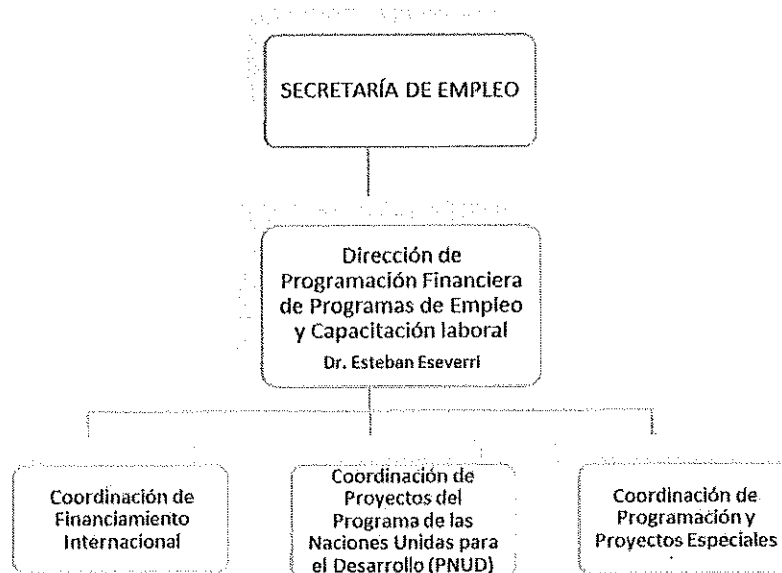 SECRETARÍA DE EMPLEO
Dirección de
Programación Financiera
de Programas de Empleo
y Capacitación laboral
Dr. Esteban Eseverri
Coordinación de
Financiamiento
Internacional
Coordinación de
Proyectos del
Programa de las
Naciones Unidas para
el Desarrollo (PNUD)
Coordinación de
Programación y
Proyectos Especiales